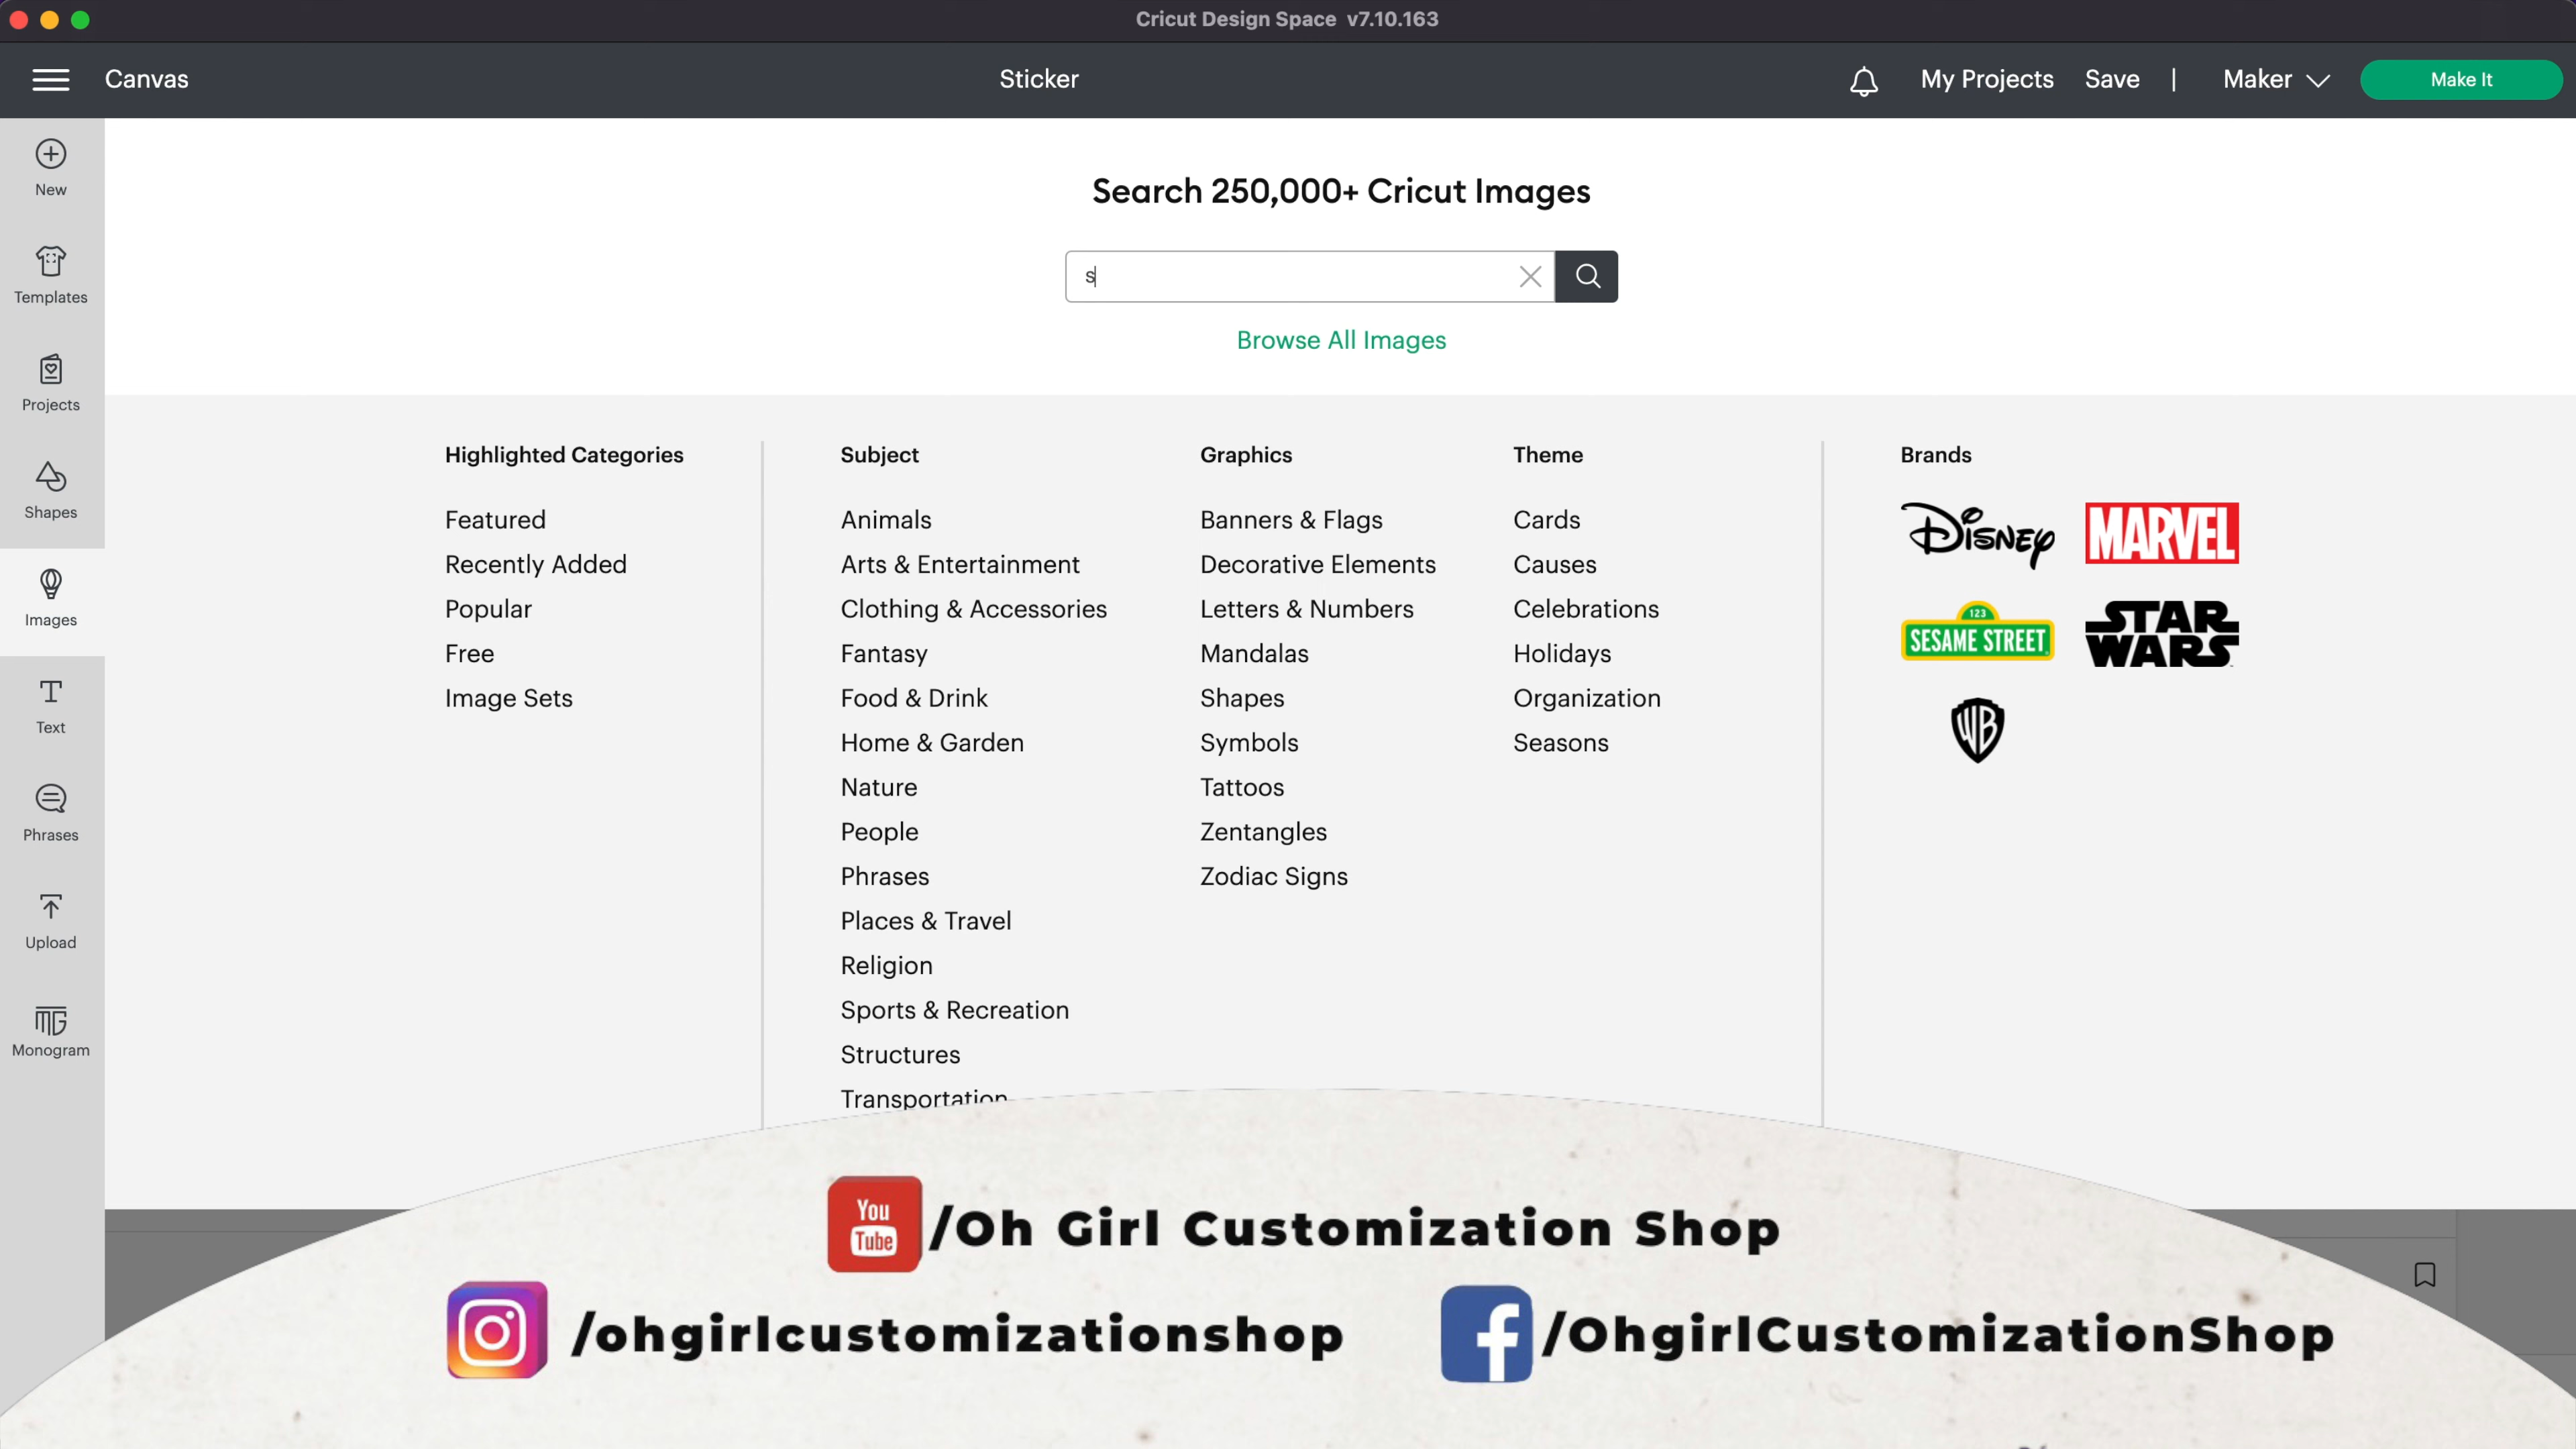 Cricut Design Space v7.10.163
Canvas
Sticker
My Projects
Save
|
Maker
Make It
New
Templates
Projects
Shapes
Images
Text
Phrases
Upload
Monogram
Search 250,000+ Cricut Images
s
Browse All Images
Highlighted Categories
Featured
Recently Added
Popular
Free
Image Sets
Subject
Animals
Arts & Entertainment
Clothing & Accessories
Fantasy
Food & Drink
Home & Garden
Nature
People
Phrases
Places & Travel
Religion
Sports & Recreation
Structures
Transportation
Graphics
Banners & Flags
Decorative Elements
Letters & Numbers
Mandalas
Shapes
Symbols
Tattoos
Zentangles
Zodiac Signs
Theme
Cards
Causes
Celebrations
Holidays
Organization
Seasons
Brands
Disney
MARVEL
123
SESAME STREET
STAR
WARS
WB
You
Tube
/Oh Girl Customization Shop
/ohgirlcustomizationshop
/OhgirlCustomizationShop